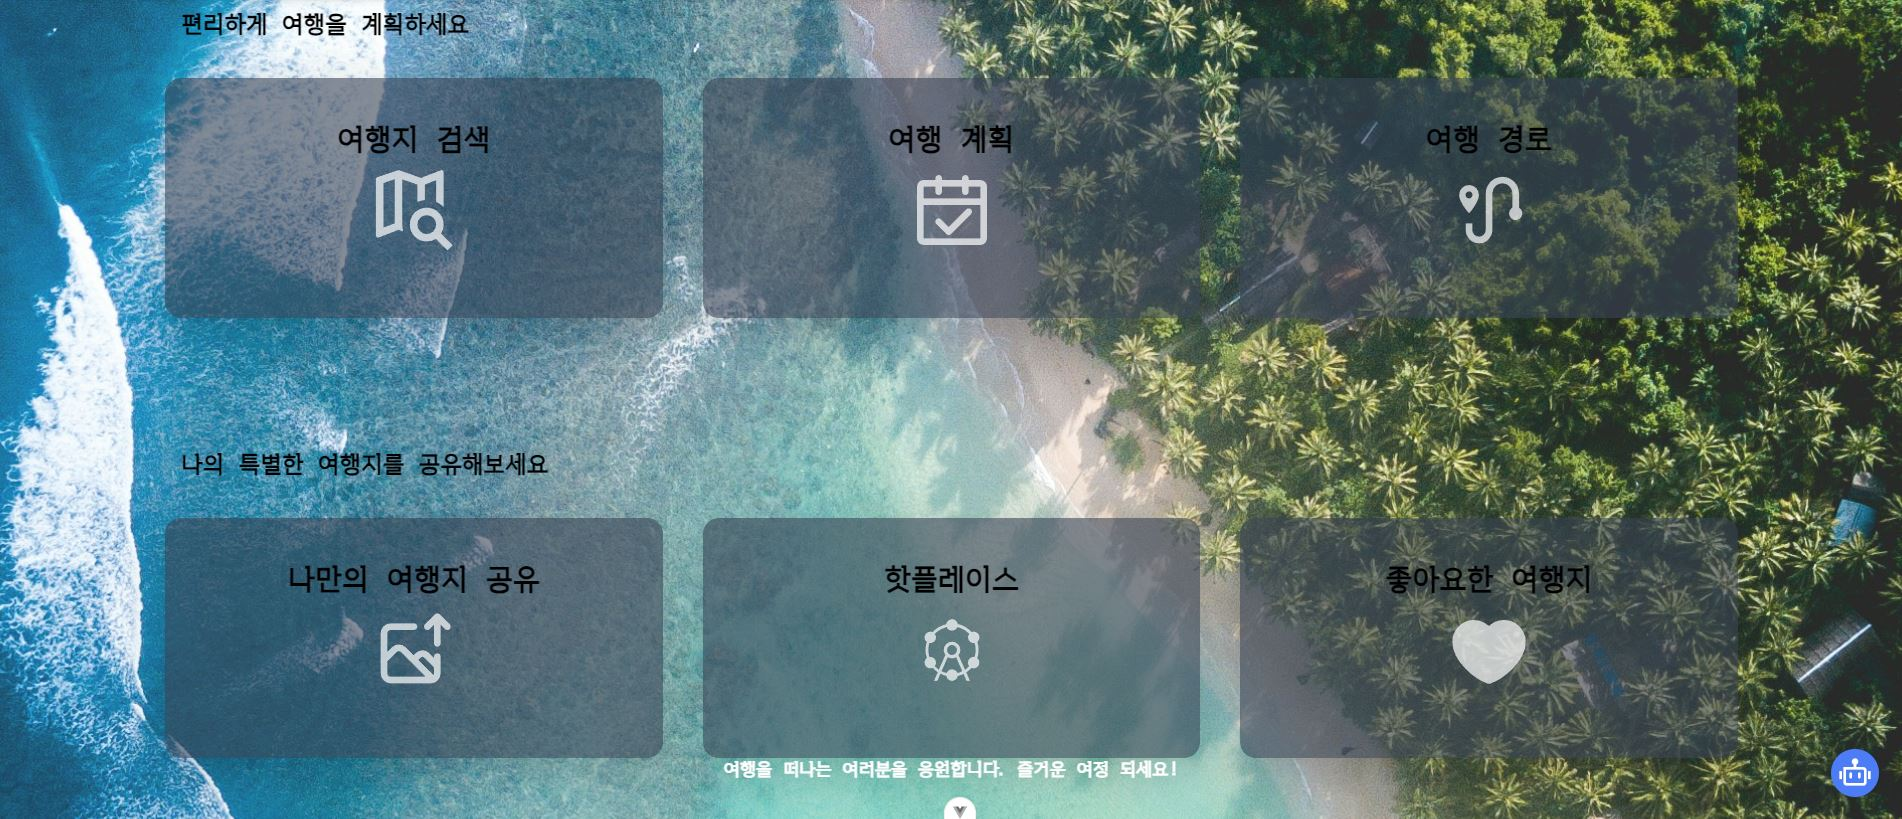 편리하게 여행을 계획하세요
여행지 검색
여행 계획
여행 경로
나의 특별한 여행지를 공유해보세요
나만의 여행지 공유
핫플레이스
좋아요한 여행지
여행을 떠나는 여러분을 응원합니다. 즐거운 여정 되세요!